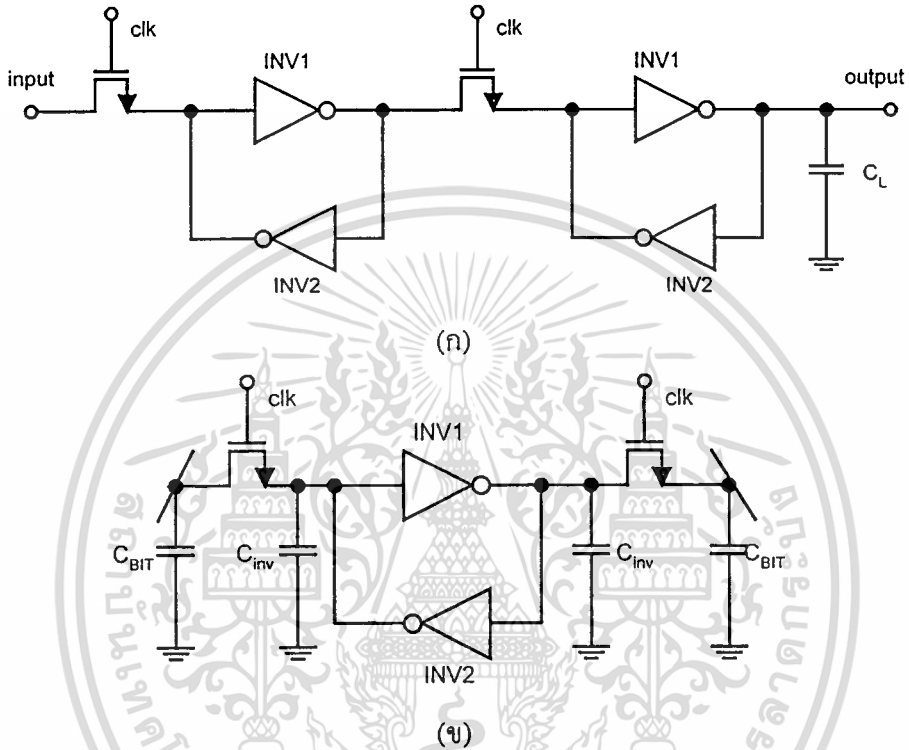 clk
clk
input
INV1
INV1
output
C_L
INV2
INV2
(ก)
clk
clk
INV1
C_BIT
C_inv
C_inv
C_BIT
INV2
(ข)